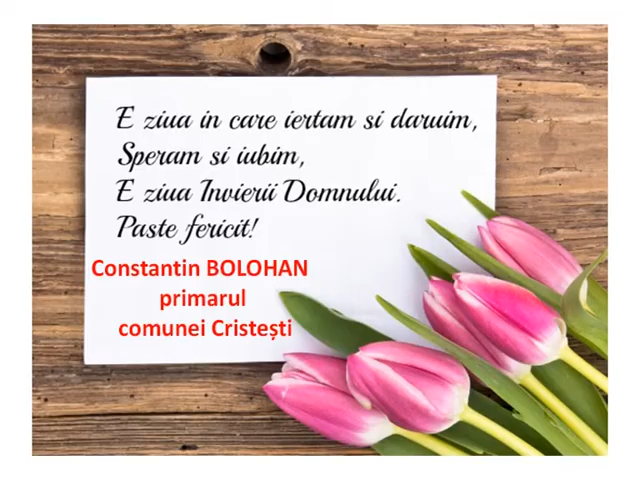 E ziua in care iertam si daruim,
Speram si iubim,
E ziua Invierii Domnului.
Paste fericit!
Constantin BOLOHAN
primarul
comunei Cristești